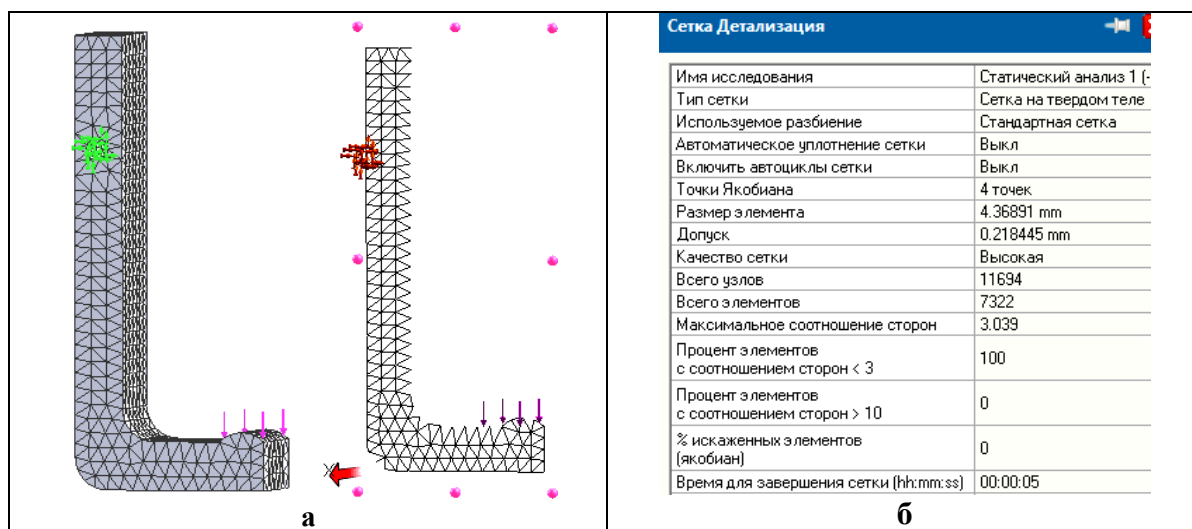 Сетка Детализация
Имя исследования Статический анализ 1 (-
Тип сетки Сетка на твердом теле
Используемое разбиение Стандартная сетка
Автоматическое уплотнение сетки Выкл
Включить автоциклы сетки Выкл
Точки Якобиана 4 точек
Размер элемента 4.36891 mm
Допуск 0.218445 mm
Качество сетки Высокая
Всего узлов 11694
Всего элементов 7322
Максимальное соотношение сторон 3.039
Процент элементов
с соотношением сторон < 3 100
Процент элементов
с соотношением сторон > 10 0
% искаженных элементов
(якобиан) 0
Время для завершения сетки (hh:mm:ss) 00:00:05
а
б